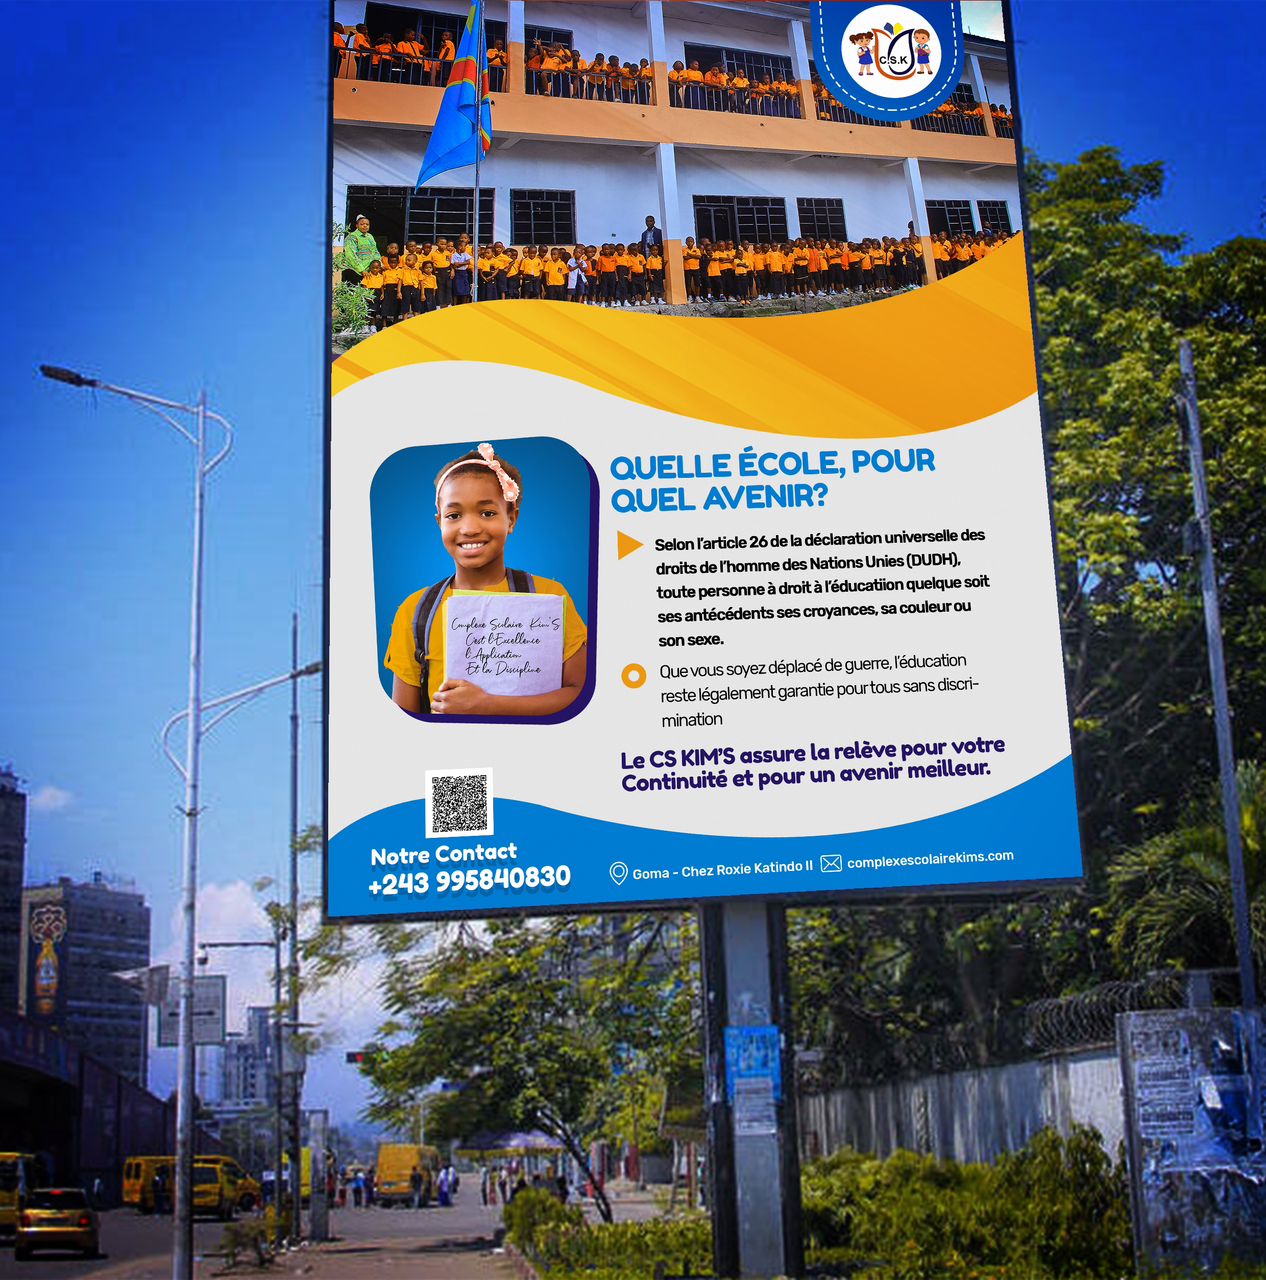 C.S.K
QUELLE ÉCOLE, POUR
QUEL AVENIR?
Selon l'article 26 de la déclaration universelle des
droits de l'homme des Nations Unies (DUDH),
toute personne à droit à l'éducatiion quelque soit
ses antécédents ses croyances, sa couleur ou
son sexe.
Que vous soyez déplacé de guerre, l'éducation
reste légalement garantie pour tous sans discri-
mination
Le CS KIM'S assure la relève pour votre
Continuité et pour un avenir meilleur.
Complexe Scolaire Kim'S
C'est l'Excellence
l'Application
Et la Discipline
Notre Contact
+243 995840830
Goma - Chez Roxie Katindo II
complexescolairekims.com